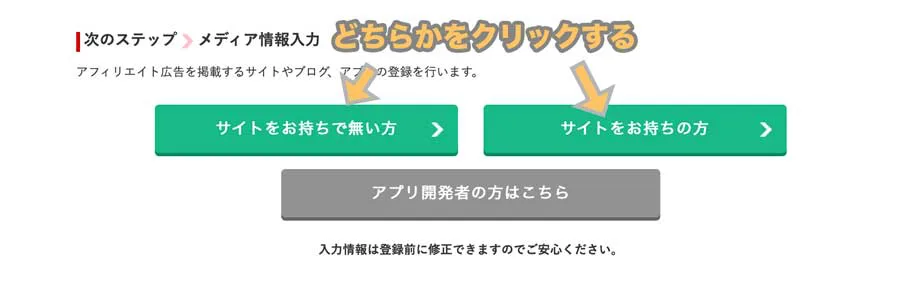 次のステップ メディア情報入力 どちらかをクリックする
アフィリエイト広告を掲載するサイトやブログ、アプの登録を行います。
サイトをお持ちで無い方
サイトをお持ちの方
アプリ開発者の方はこちら
入力情報は登録前に修正できますのでご安心ください。